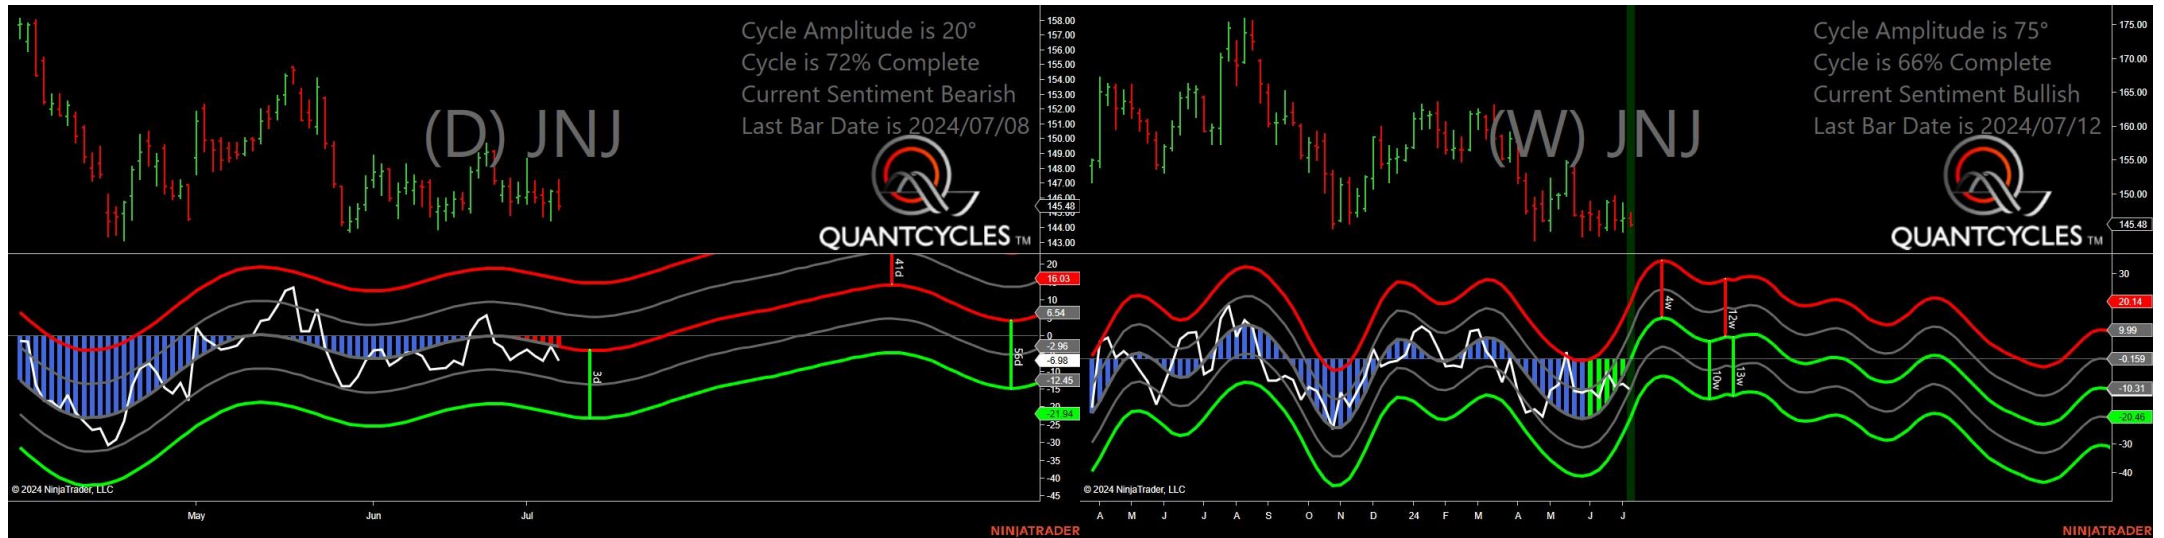 Cycle Amplitude is 20°
Cycle is 72% Complete
Current Sentiment Bearish
Last Bar Date is 2024/07/08
(D) JNJ
QUANTCYCLES TM
158.00
157.00
156.00
155.00
154.00
153.00
152.00
151.00
150.00
149.00
148.00
147.00
145.48
144.00
143.00
20
16.03
10
6.54
0
-2.96
-6.98
-12.45
-15
-21.94
-25
-30
-35
-40
-45
3d
41d
56d
© 2024 NinjaTrader, LLC
May
Jun
Jul
NINJATRADER
Cycle Amplitude is 75°
Cycle is 66% Complete
Current Sentiment Bullish
Last Bar Date is 2024/07/12
(W) JNJ
QUANTCYCLES TM
175.00
170.00
165.00
160.00
155.00
150.00
145.48
30
20.14
9.99
-0.159
-10.31
-20.46
-30
-40
4w
12w
10w
13w
© 2024 NinjaTrader, LLC
A M J J A S O N D 24 F M A M J J
NINJATRADER